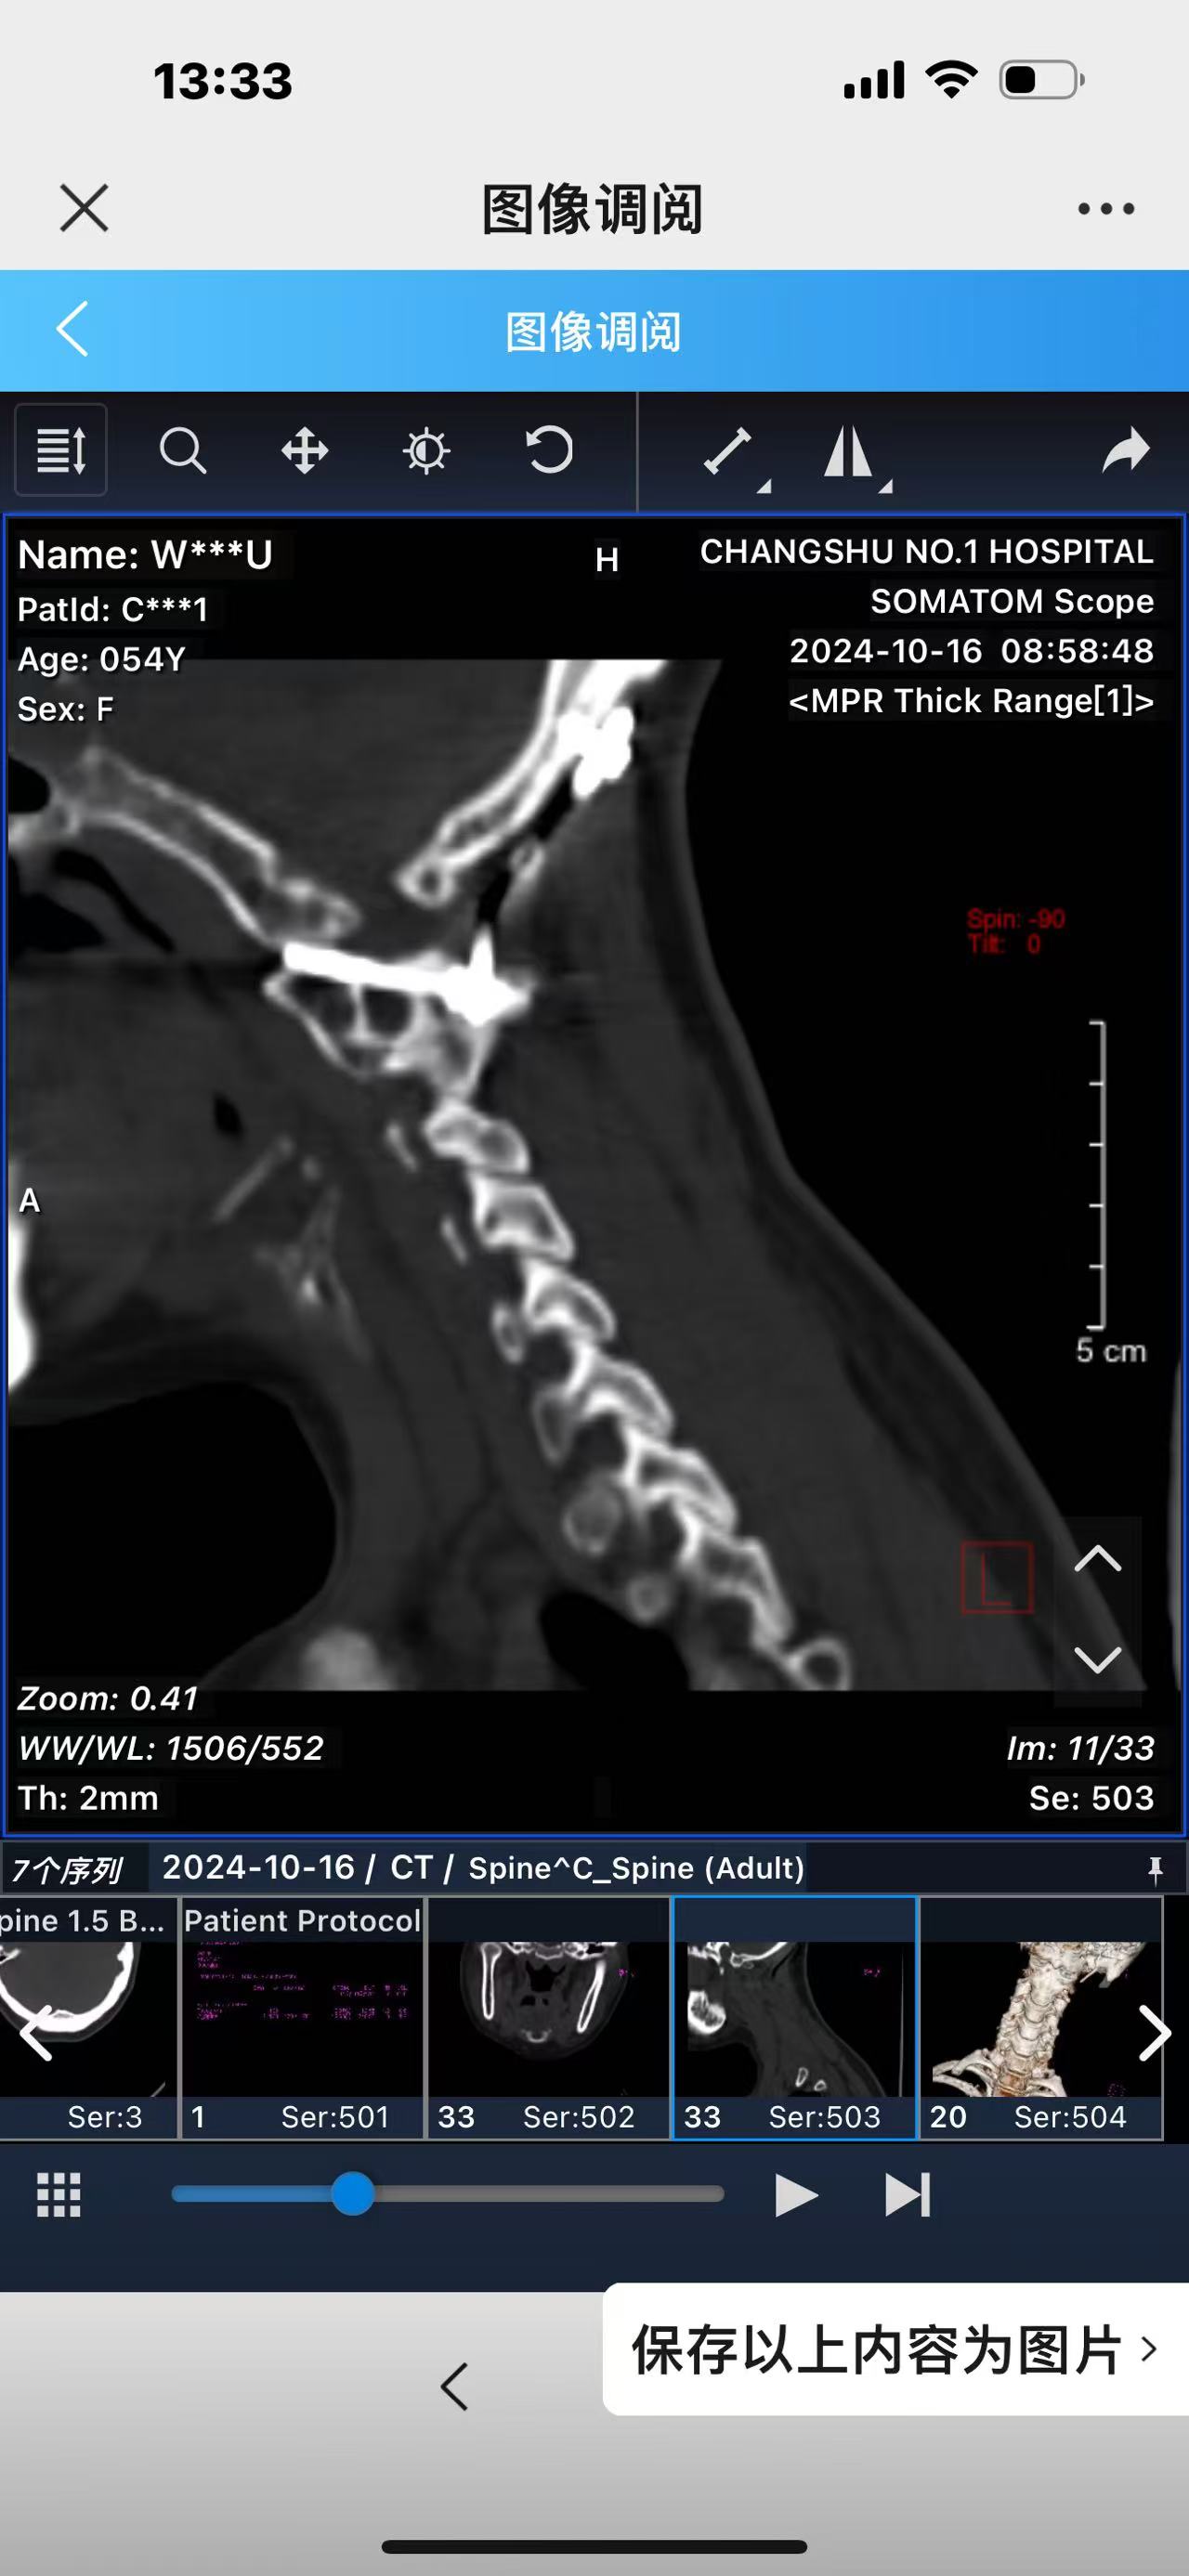 13:33
图像调阅
图像调阅
Name: W***U
PatId: C***1
Age: 054Y
Sex: F
H
CHANGSHU NO.1 HOSPITAL
SOMATOM Scope
2024-10-16 08:58:48
<MPR Thick Range[1]>
Spin: -90
Tilt: 0
A
5 cm
L
Zoom: 0.41
WW/WL: 1506/552
Th: 2mm
Im: 11/33
Se: 503
7个序列
2024-10-16 / CT / Spine^C_Spine (Adult)
pine 1.5 B...
Patient Protocol
Ser:3
1 Ser:501
33 Ser:502
33 Ser:503
20 Ser:504
保存以上内容为图片